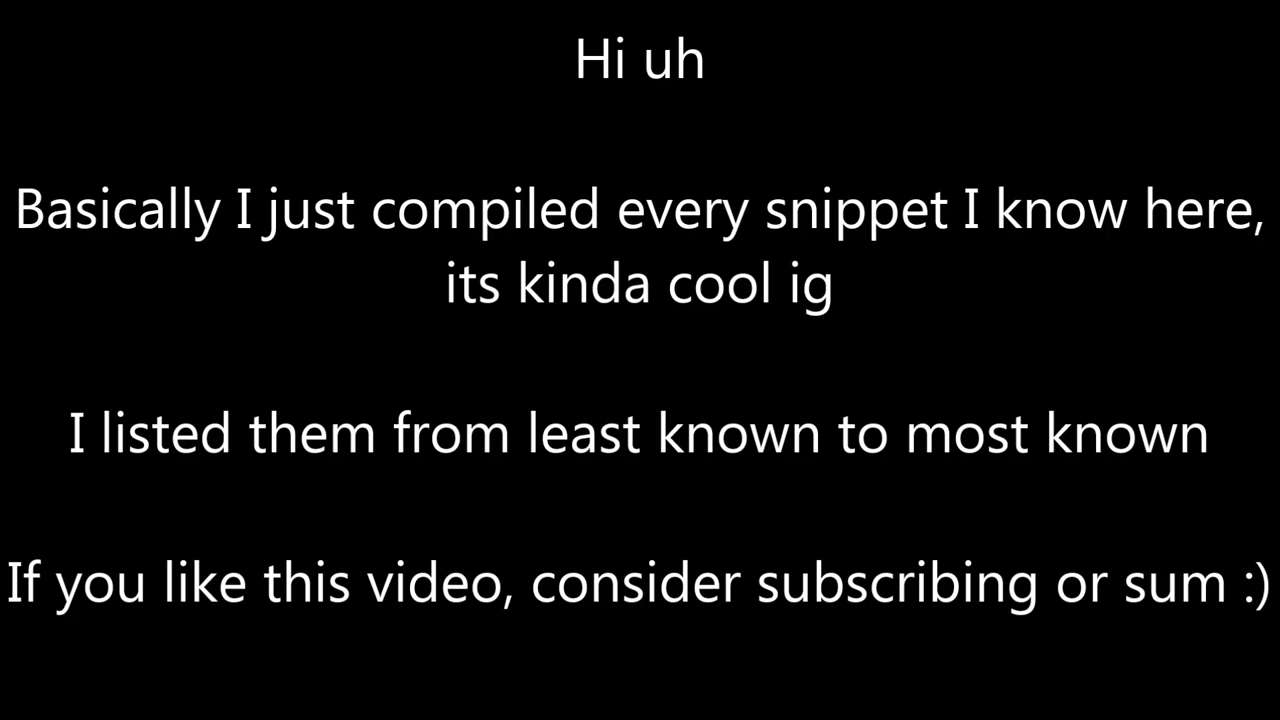 Hi uh
Basically I just compiled every snippet I know here,
its kinda cool ig
I listed them from least known to most known
If you like this video, consider subscribing or sum :)